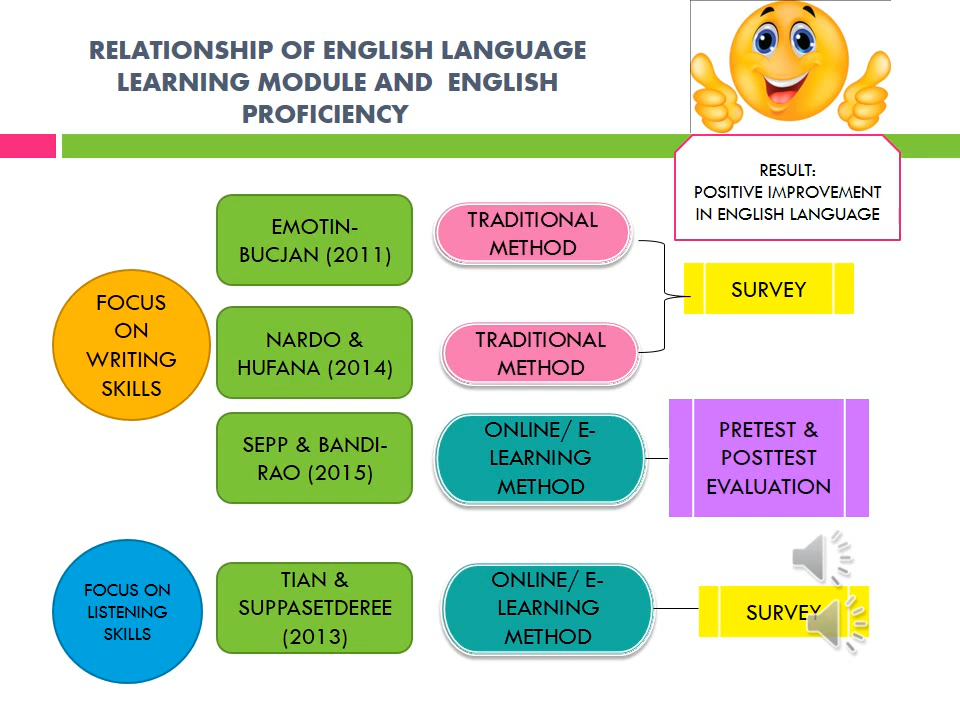 RELATIONSHIP OF ENGLISH LANGUAGE
LEARNING MODULE AND  ENGLISH
PROFICIENCY
RESULT:
POSITIVE IMPROVEMENT
IN ENGLISH LANGUAGE
FOCUS
ON
WRITING
SKILLS
EMOTIN-
BUCJAN (2011)
TRADITIONAL
METHOD
SURVEY
NARDO &
HUFANA (2014)
TRADITIONAL
METHOD
SEPP & BANDI-
RAO (2015)
ONLINE/ E-
LEARNING
METHOD
PRETEST &
POSTTEST
EVALUATION
FOCUS ON
LISTENING
SKILLS
TIAN &
SUPPASETDEREE
(2013)
ONLINE/ E-
LEARNING
METHOD
SURVEY